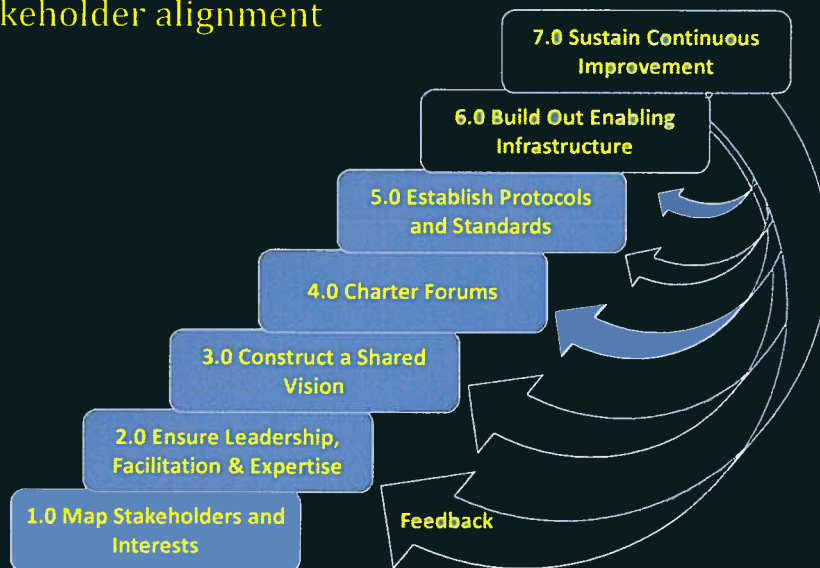 keholder alignment
7.0 Sustain Continuous
Improvement
6.0 Build Out Enabling
Infrastructure
5.0 Establish Protocols
and Standards
4.0 Charter Forums
3.0 Construct a Shared
Vision
2.0 Ensure Leadership,
Facilitation & Expertise
1.0 Map Stakeholders and
Interests
Feedback